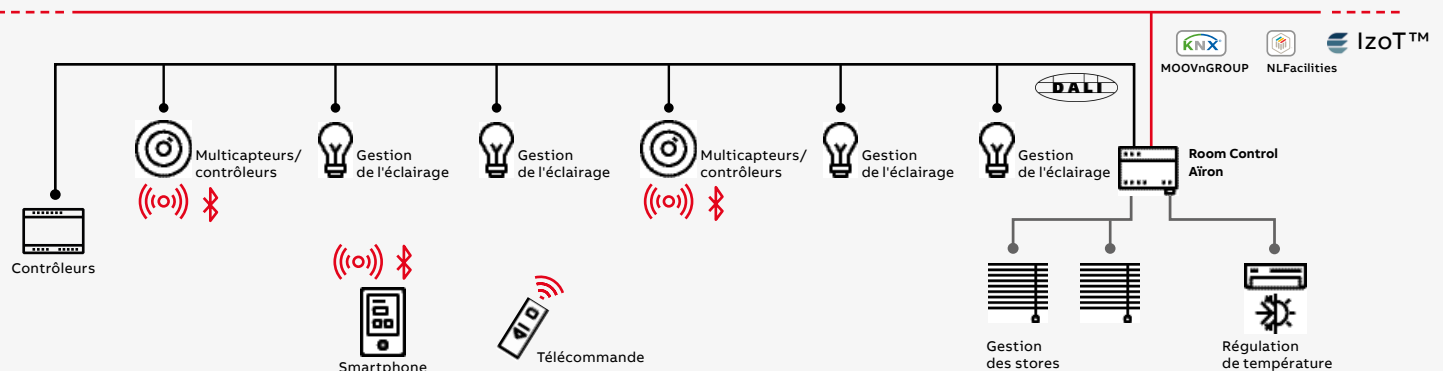 KNX
IzoT™
MOOVnGROUP
NLFacilities
DALI
Multicapteurs/
contrôleurs
Gestion
de l'éclairage
Gestion
de l'éclairage
Multicapteurs/
contrôleurs
Gestion
de l'éclairage
Gestion
de l'éclairage
Room Control
Aïron
Contrôleurs
Smartphone
Télécommande
Gestion
des stores
Régulation
de température